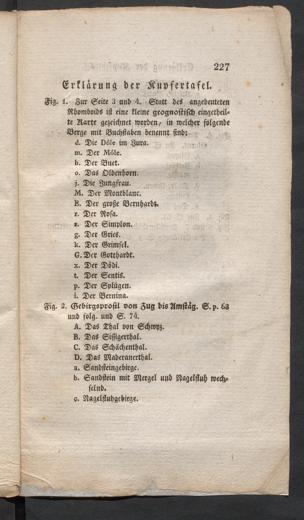 227
Erklärung der Kupfertafel.
Fig. 1. Zur Seite 3 und 4. Statt des angedeuteten
Rhomboids ist eine kleine geognostisch eingetheil-
te Karte gezeichnet worden, in welcher folgende
Berge mit Buchstaben benennt sind:
d. Die Dôle im Jura.
m. Der Môle.
b. Der Buet.
o. Das Oldenhorn.
j. Die Jungfrau.
M. Der Montblanc.
B. Der große Bernhardt.
r. Der Rosa.
s. Der Simplon.
g. Der Gries.
k. Der Grimsel.
G. Der Gotthardt.
x. Der Dödi.
t. Der Sentis.
p. Der Splügen.
i. Der Bernina.
Fig. 2. Gebirgsprofil von Zug bis Amstäg. S. p. 63
und folg. und S. 74.
A. Das Thal von Schwyz.
B. Das Sissigerthal.
C. Das Schächenthal.
D. Das Maderanerthal.
a. Sandsteingebirge.
b. Sandstein mit Mergel und Nagelfluh wech-
selnd.
c. Nagelfluhgebirge.